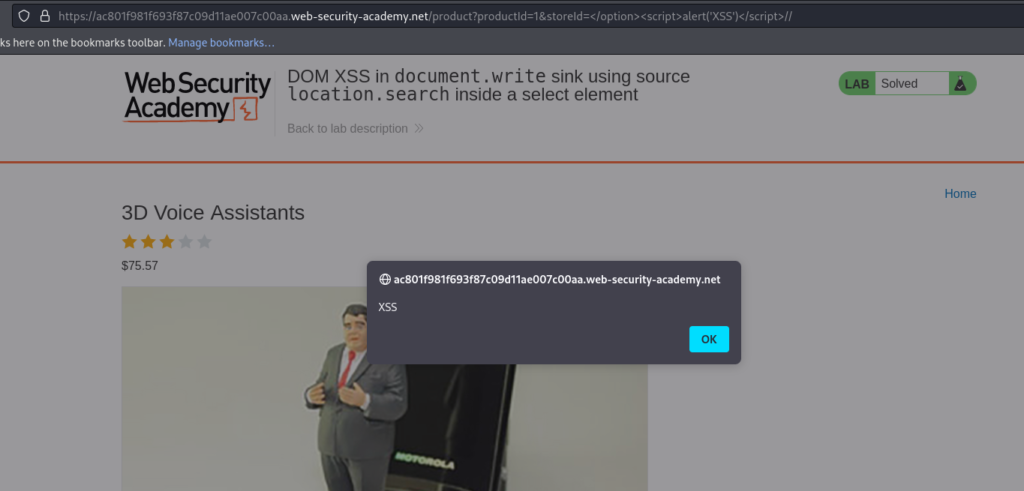 https://ac801f981f693f87c09d11ae007c00aa.web-security-academy.net/product?productId=1&storeId=</option><script>alert('XSS')</script>//
ks here on the bookmarks toolbar. Manage bookmarks…
Web Security
Academy
DOM XSS in document.write sink using source
location.search inside a select element
Back to lab description
LAB Solved
Home
3D Voice Assistants
$75.57
ac801f981f693f87c09d11ae007c00aa.web-security-academy.net
XSS
OK
MOTOROLA